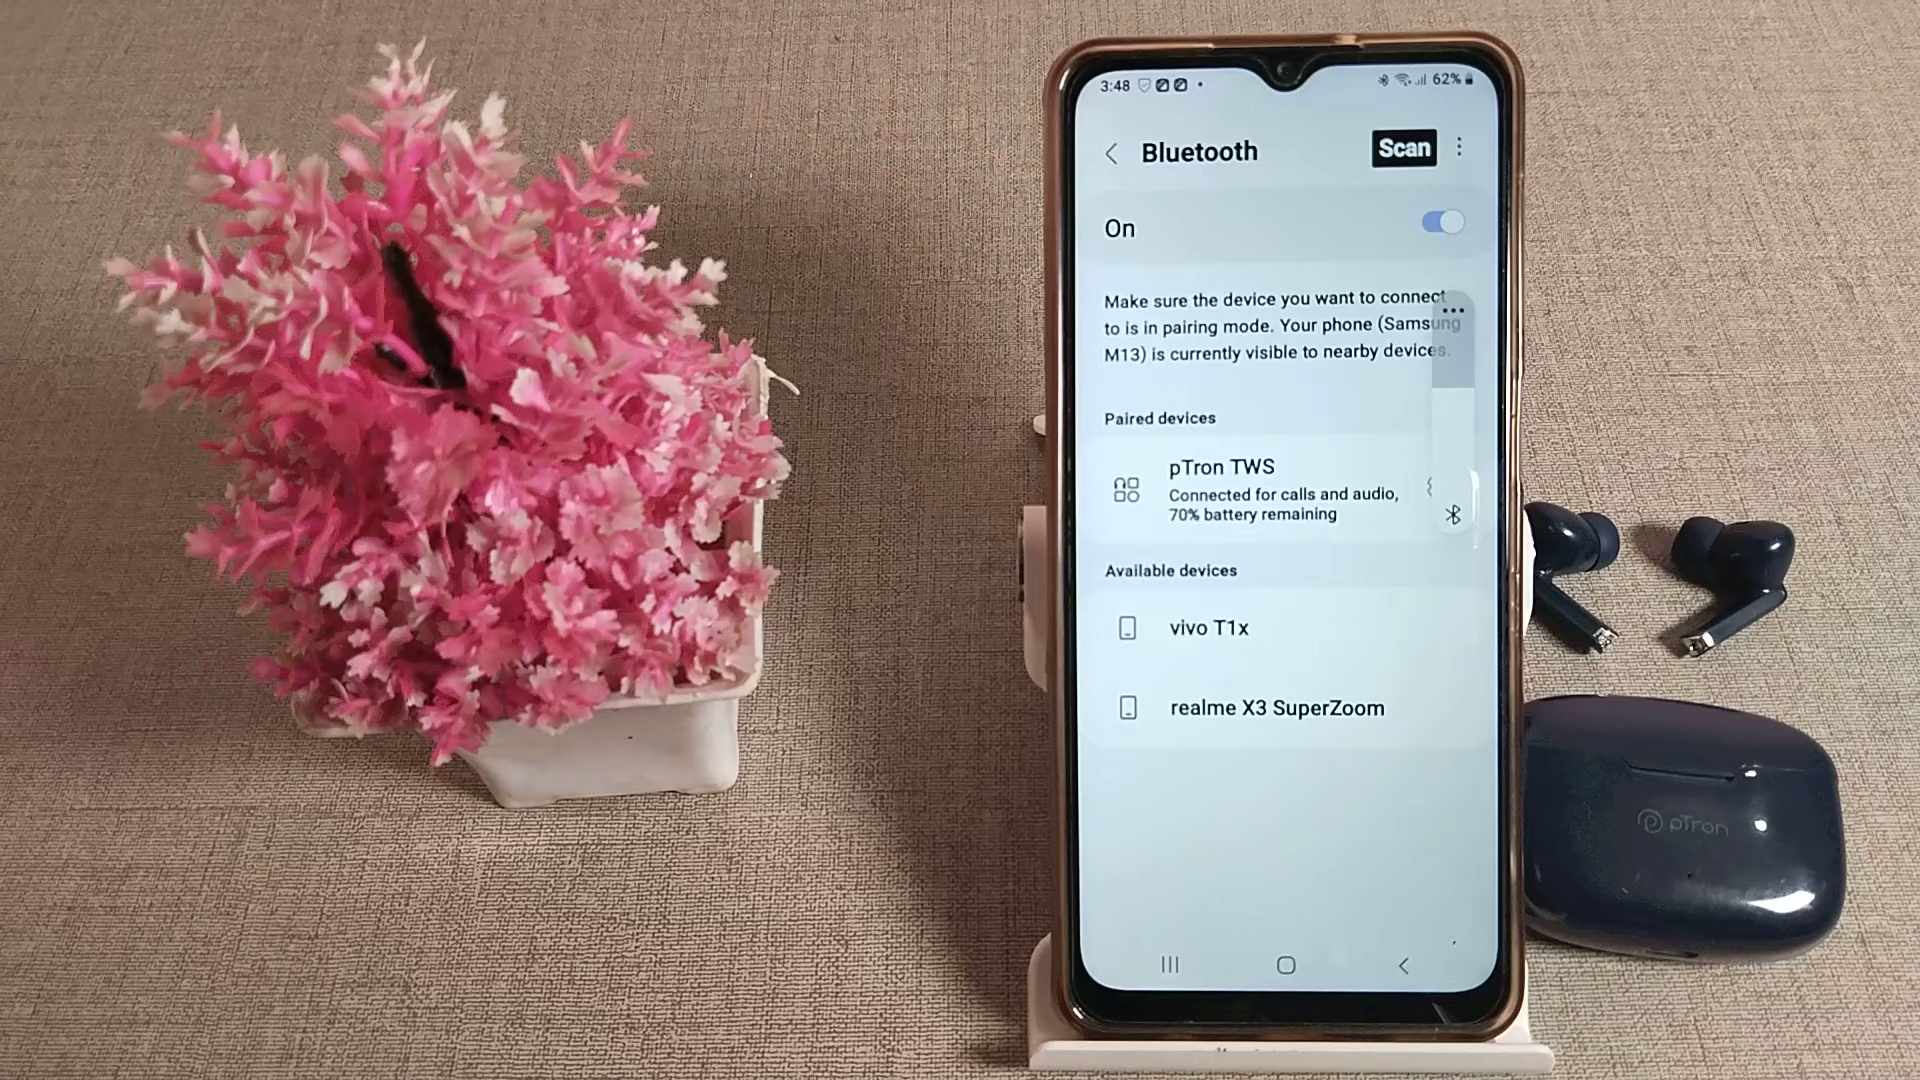 3:48
62%
Bluetooth
Scan
On
Make sure the device you want to connect
to is in pairing mode. Your phone (Samsung
M13) is currently visible to nearby devices.
Paired devices
pTron TWS
Connected for calls and audio,
70% battery remaining
Available devices
vivo T1x
realme X3 SuperZoom
pTron